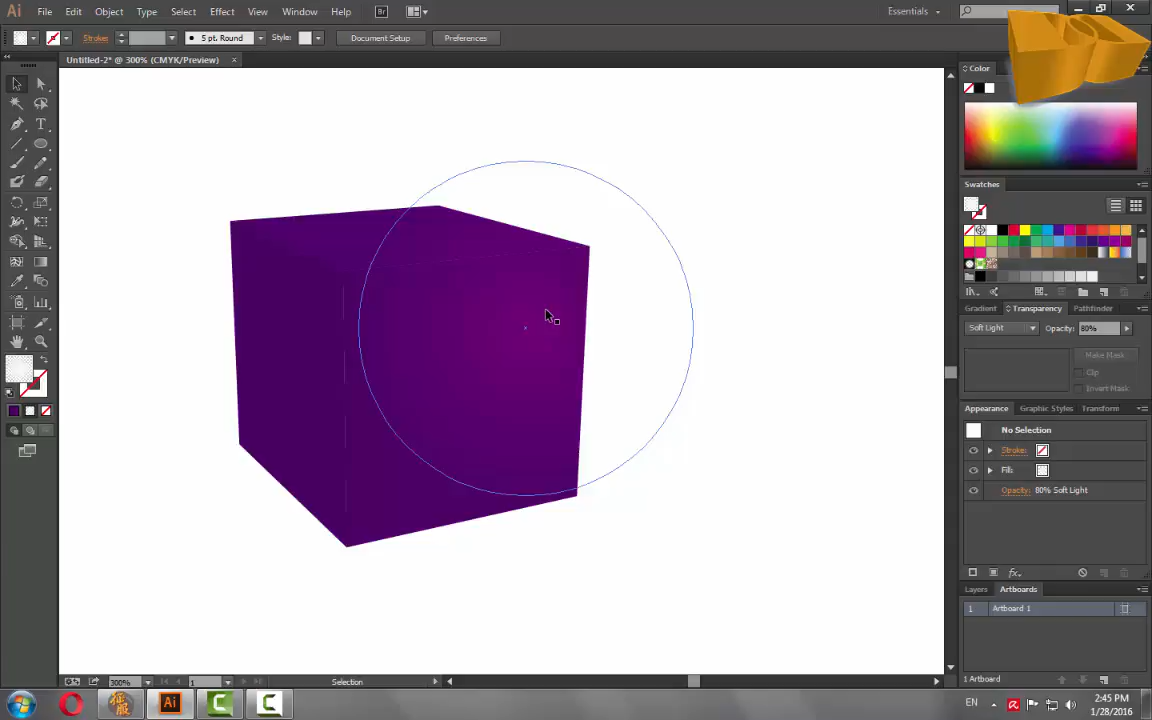 Ai File Edit Object Type Select Effect View Window Help Br Essentials
Stroke: 5 pt. Round Style: Document Setup Preferences
Untitled-2* @ 300% (CMYK/Preview)
Color
Swatches
Gradient Transparency Pathfinder
Soft Light Opacity: 80%
Make Mask
Clip
Invert Mask
Appearance Graphic Styles Transform
No Selection
Stroke:
Fill:
Opacity: 80% Soft Light
Layers Artboards
1 Artboard 1
1 Artboard
300% 1 Selection
Ai EN 2:45 PM
1/28/2016